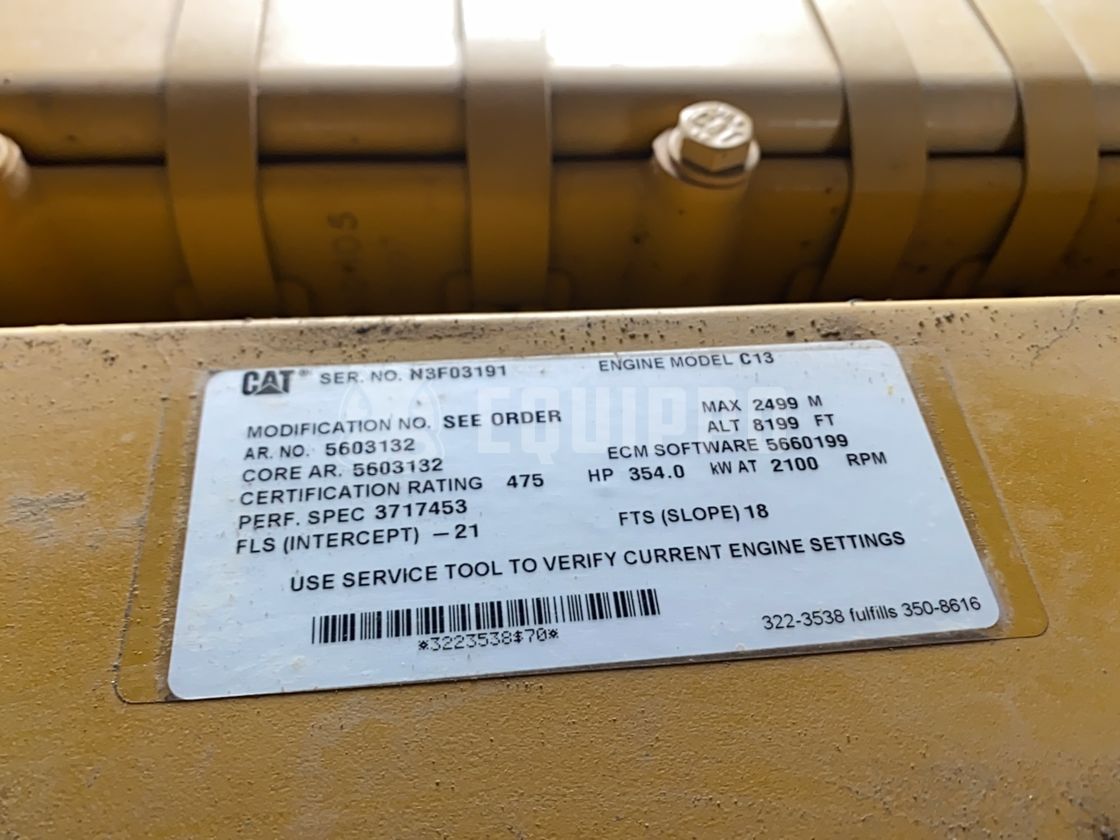 CAT® SER. NO. N3F03191 ENGINE MODEL C13
MODIFICATION NO. SEE ORDER MAX 2499 M
AR. NO. 5603132 ALT 8199 FT
CORE AR. 5603132 ECM SOFTWARE 5660199
CERTIFICATION RATING 475 HP 354.0 kW AT 2100 RPM
PERF. SPEC 3717453
FLS (INTERCEPT) -21 FTS (SLOPE) 18
USE SERVICE TOOL TO VERIFY CURRENT ENGINE SETTINGS
*3223538$70*
322-3538 fulfills 350-8616